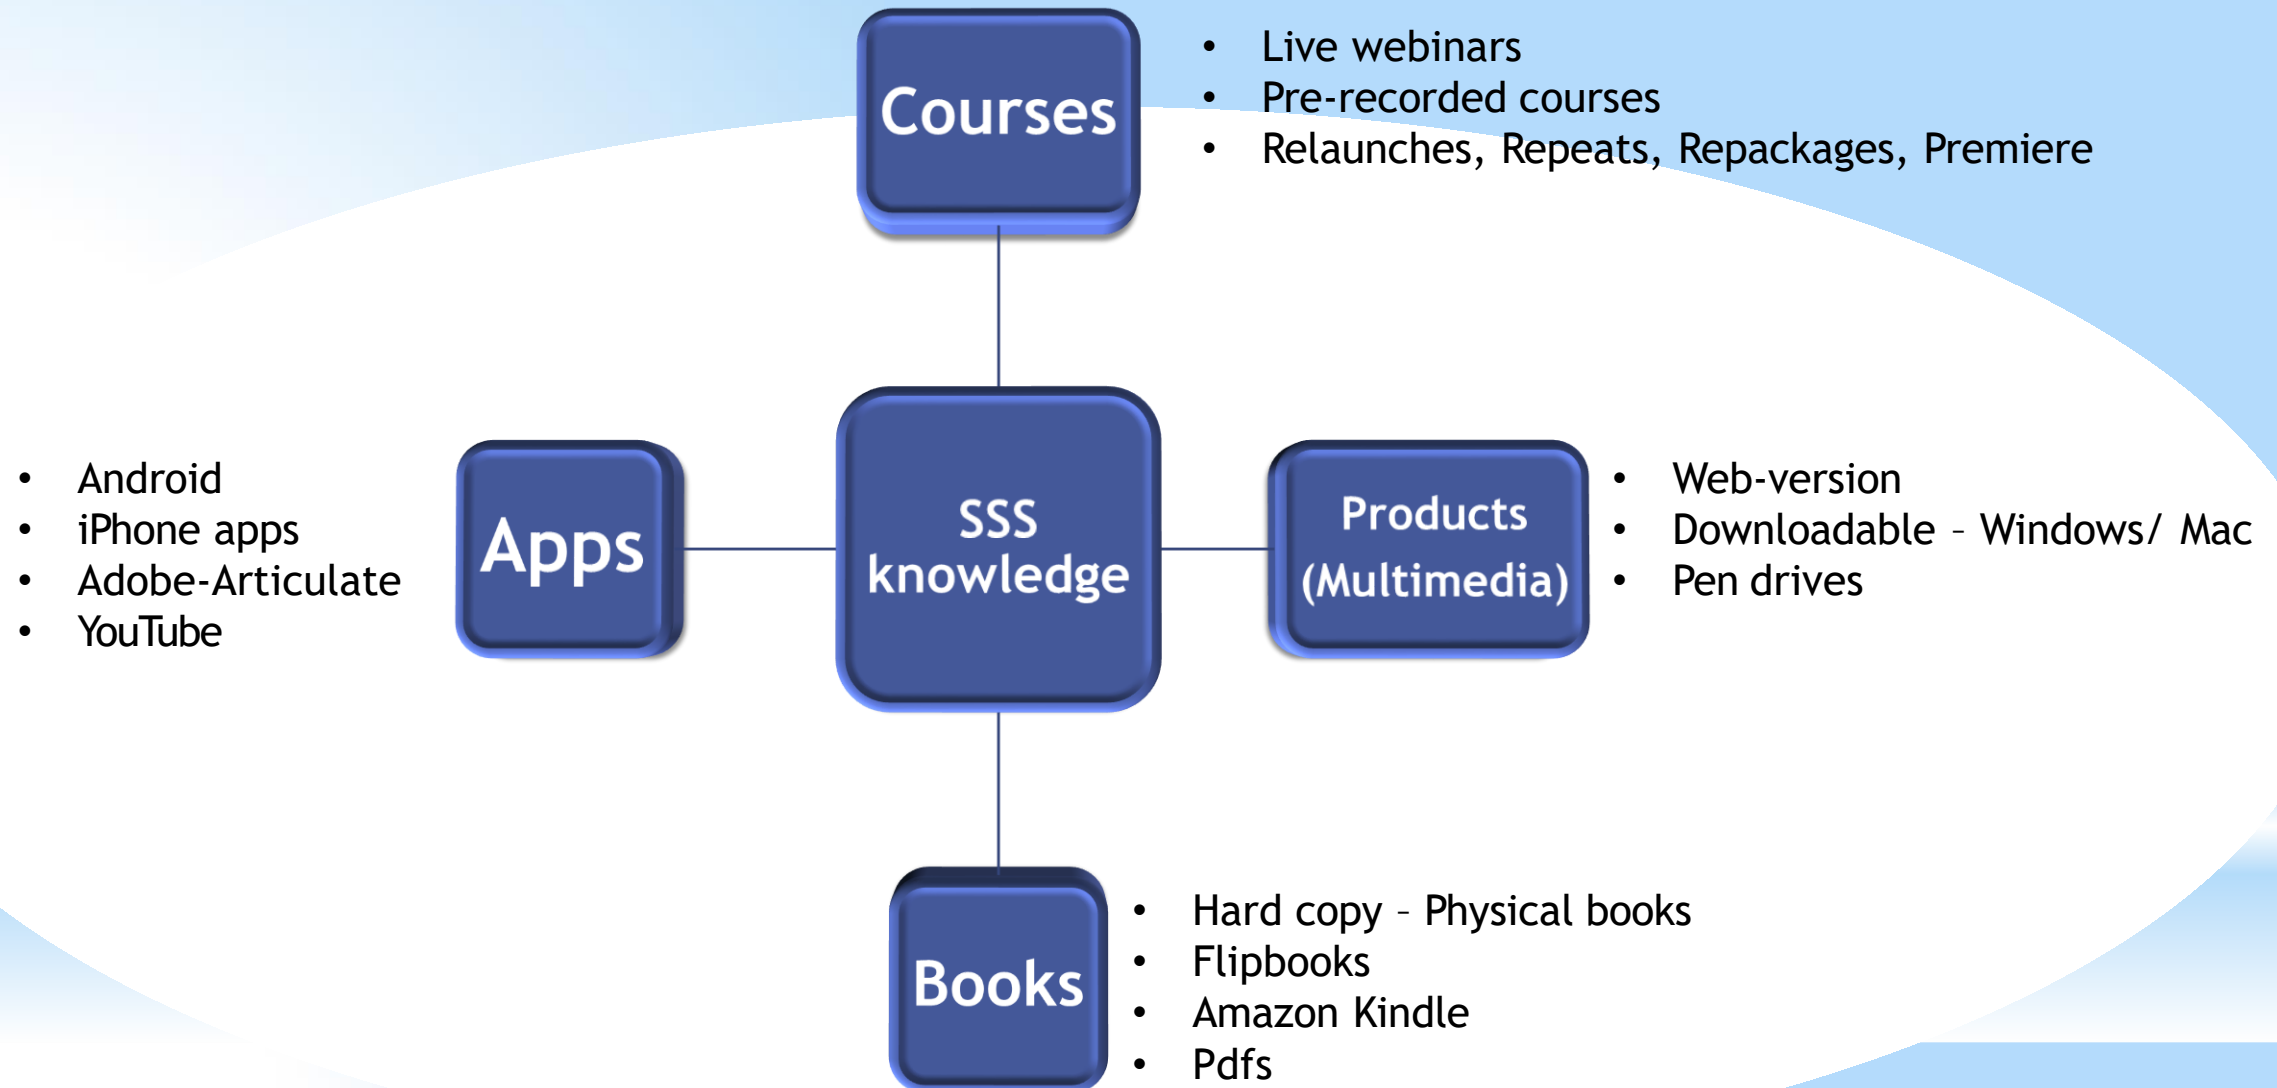 Courses
• Live webinars
• Pre-recorded courses
• Relaunches, Repeats, Repackages, Premiere
• Android
• iPhone apps
• Adobe-Articulate
• YouTube
Apps
SSS
knowledge
Products
(Multimedia)
• Web-version
• Downloadable – Windows/ Mac
• Pen drives
Books
• Hard copy – Physical books
• Flipbooks
• Amazon Kindle
• Pdfs